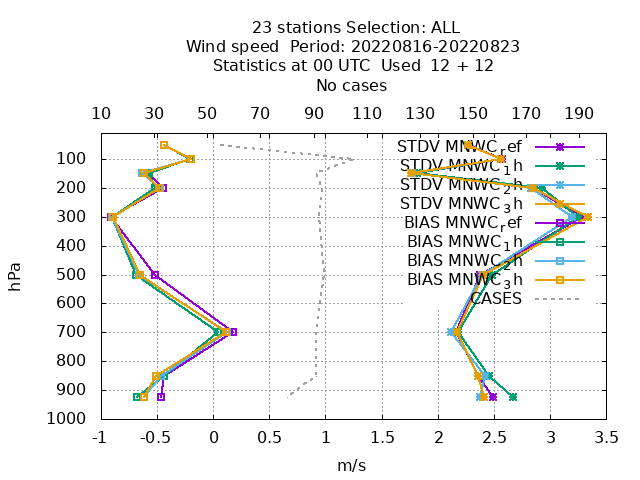 23 stations Selection: ALL
Wind speed  Period: 20220816-20220823
Statistics at 00 UTC  Used  12 + 12
No cases
10 30 50 70 90 110 130 150 170 190
100
200
300
400
500
600
700
800
900
1000
hPa
STDV MNWC_ref
STDV MNWC_1h
STDV MNWC_2h
STDV MNWC_3h
BIAS MNWC_ref
BIAS MNWC_1h
BIAS MNWC_2h
BIAS MNWC_3h
CASES
-1 -0.5 0 0.5 1 1.5 2 2.5 3 3.5
m/s